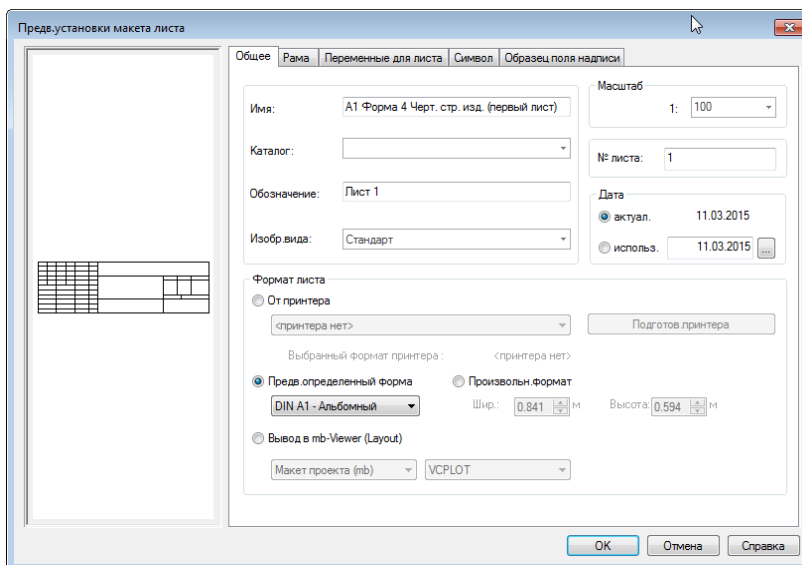 Предв.установки макета листа
Общее Рама Переменные для листа Символ Образец поля надписи
Имя: А1 Форма 4 Черт. стр. изд. (первый лист)
Каталог:
Обозначение: Лист 1
Изобр.вида: Стандарт
Масштаб
1: 100
№ листа: 1
Дата
актуал. 11.03.2015
использ. 11.03.2015 ...
Формат листа
От принтера
<принтера нет> Подготов.принтера
Выбранный формат принтера : <принтера нет>
Предв.определенный форма Произвольн.формат
DIN A1 - Альбомный Шир.: 0.841 м Высота: 0.594 м
Вывод в mb-Viewer (Layout)
Макет проекта (mb) VCPLOT
OK Отмена Справка